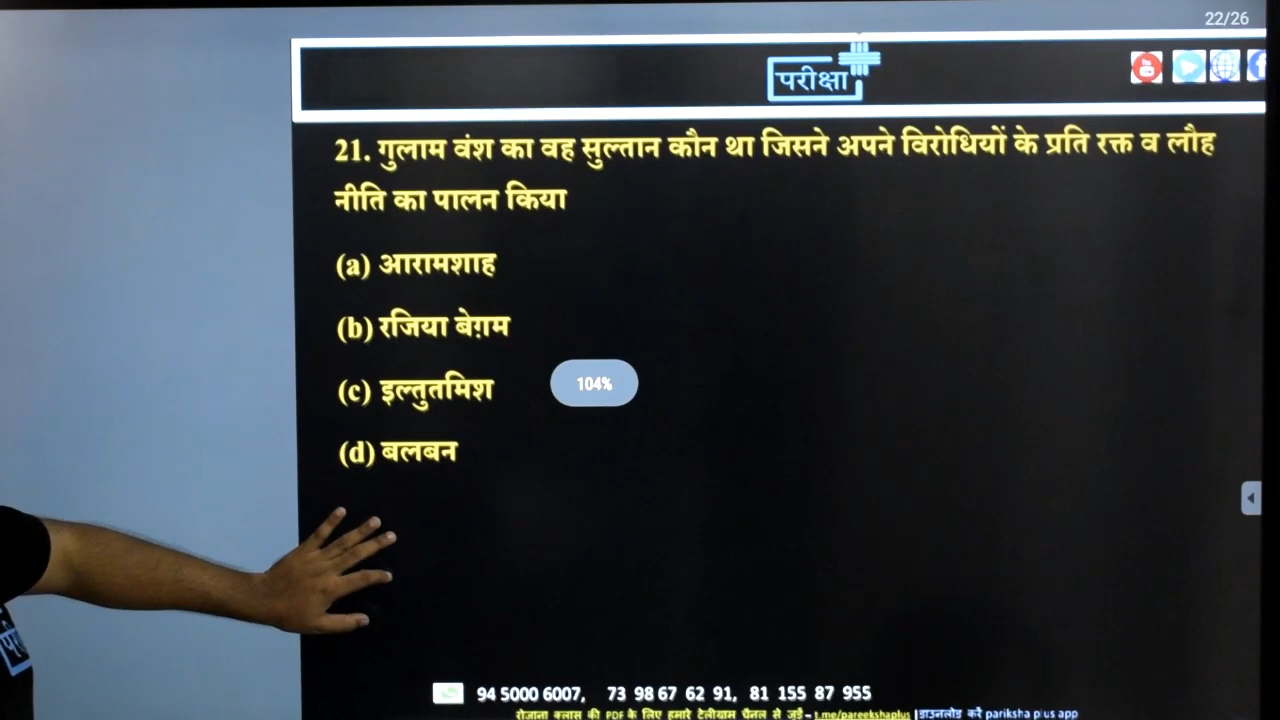 22/26
परीक्षा
21. गुलाम वंश का वह सुल्तान कौन था जिसने अपने विरोधियों के प्रति रक्त व लौह
नीति का पालन किया
(a) आरामशाह
(b) रजिया बेग़म
(c) इल्तुतमिश
104%
(d) बलबन
94 5000 6007, 73 98 67 62 91, 81 155 87 955
रोजाना क्लास की PDF के लिए हमारे टेलीग्राम चैनल से जुड़ें – t.me/pareekshaplus | डाउनलोड करें pariksha plus app